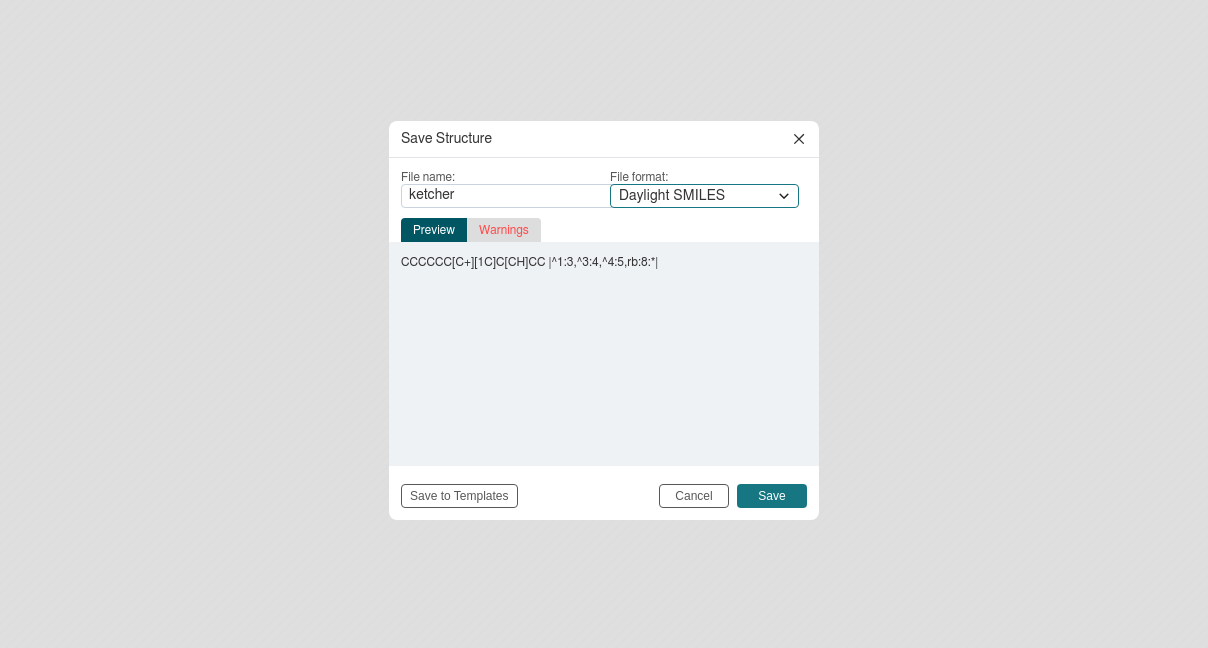 Save Structure
File name:
File format:
ketcher
Daylight SMILES
Preview
Warnings
CCCCCC[C+][1C]C[CH]CC |^1:3,^3:4,^4:5,rb:8:*|
Save to Templates
Cancel
Save